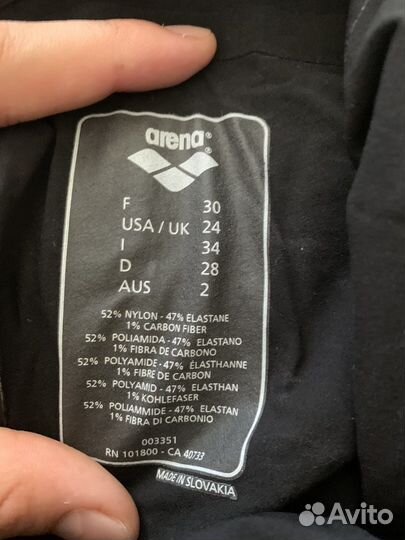 arena®
®
F 30
USA / UK 24
I 34
D 28
AUS 2
52% NYLON - 47% ELASTANE
1% CARBON FIBER
52% POLIAMIDA - 47% ELASTANO
1% FIBRA DE CARBONO
52% POLYAMIDE - 47% ELASTHANNE
1% FIBRE DE CARBON
52% POLYAMID - 47% ELASTHAN
1% KOHLEFASER
52% POLIAMMIDE - 47% ELASTAN
1% FIBRA DI CARBONIO
003351
RN 101800 - CA 40733
MADE IN SLOVAKIA
Avito